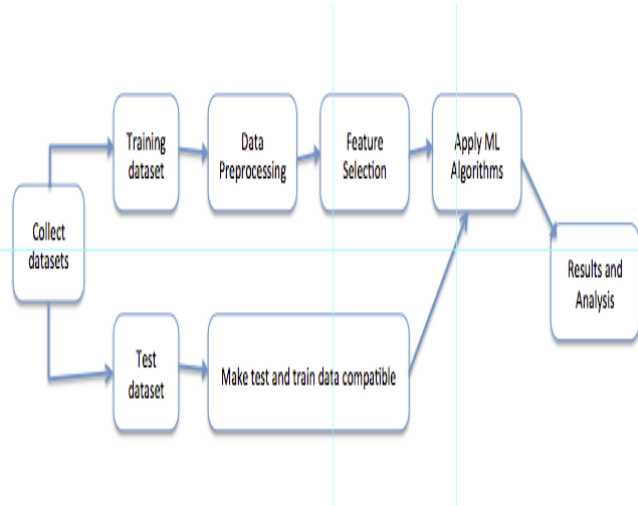 Training
dataset
Data
Preprocessing
Feature
Selection
Apply ML
Algorithms
Collect
datasets
Results and
Analysis
Test
dataset
Make test and train data compatible